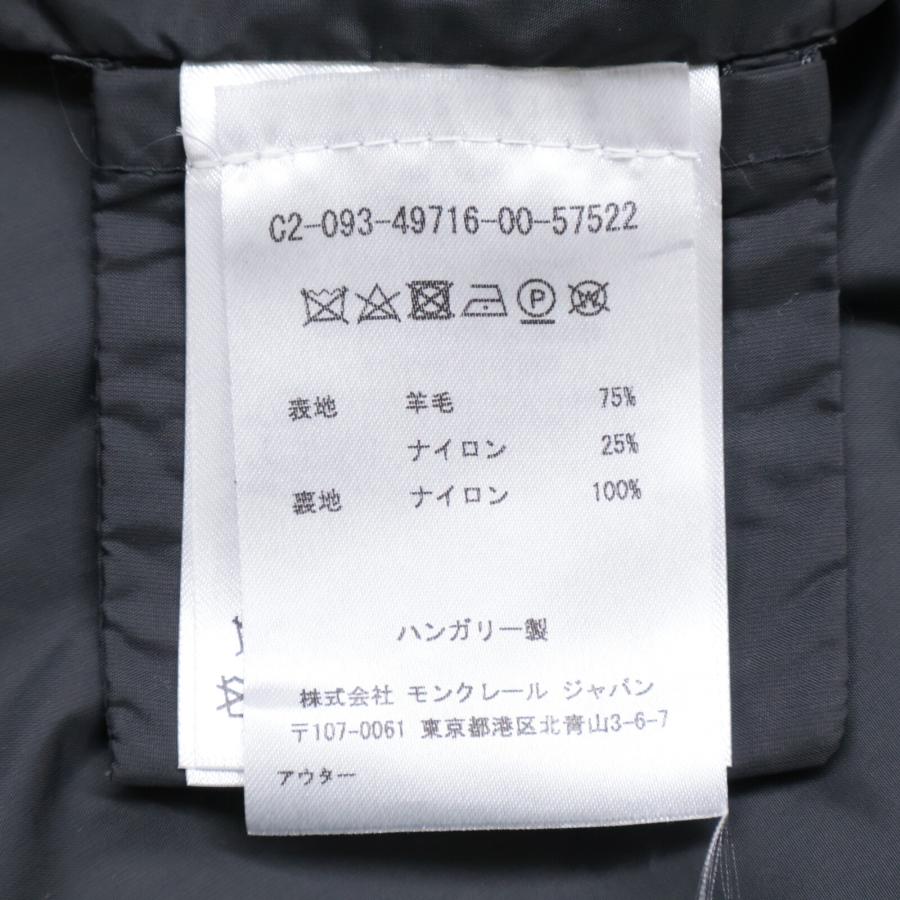 C2-093-49716-00-57522
P W
表地 羊毛 75%
ナイロン 25%
裏地 ナイロン 100%
ハンガリー製
株式会社 モンクレール ジャパン
〒107-0061 東京都港区北青山3-6-7
アウター